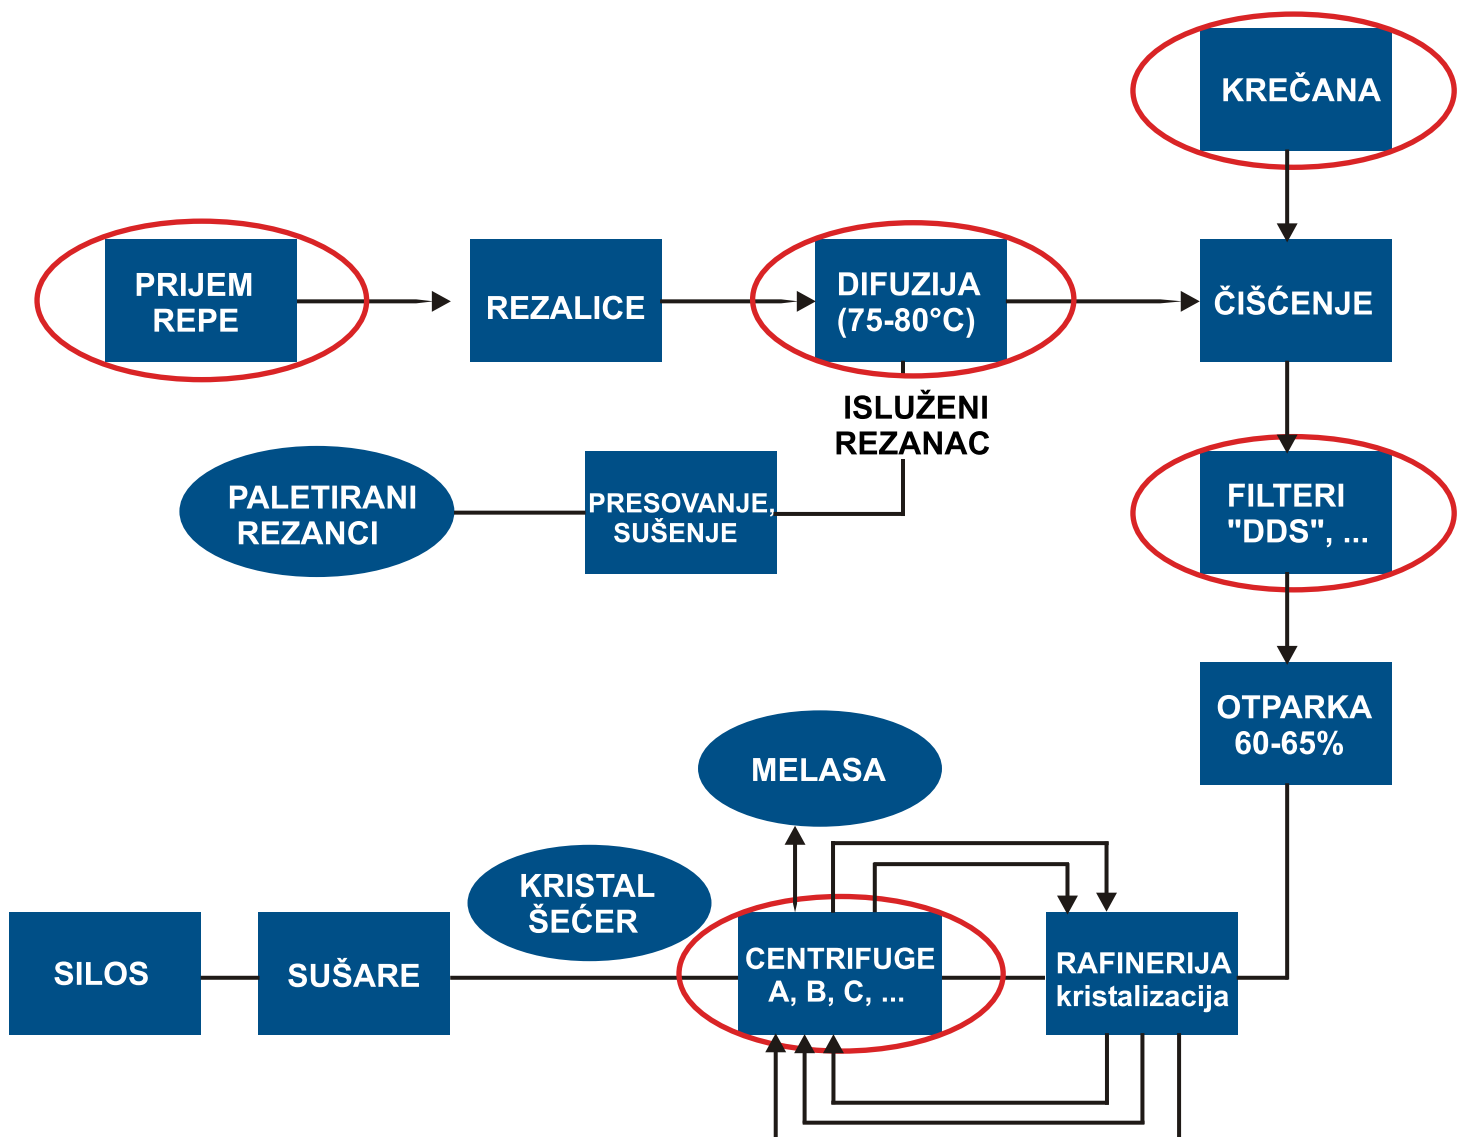 KREČANA
PRIJEM
REPE
REZALICE
DIFUZIJA
(75-80°C)
ČIŠĆENJE
ISLUŽENI
REZANAC
PALETIRANI
REZANCI
PRESOVANJE,
SUŠENJE
FILTERI
"DDS", ...
OTPARKA
60-65%
MELASA
KRISTAL
ŠEĆER
SILOS
SUŠARE
CENTRIFUGE
A, B, C, ...
RAFINERIJA
kristalizacija